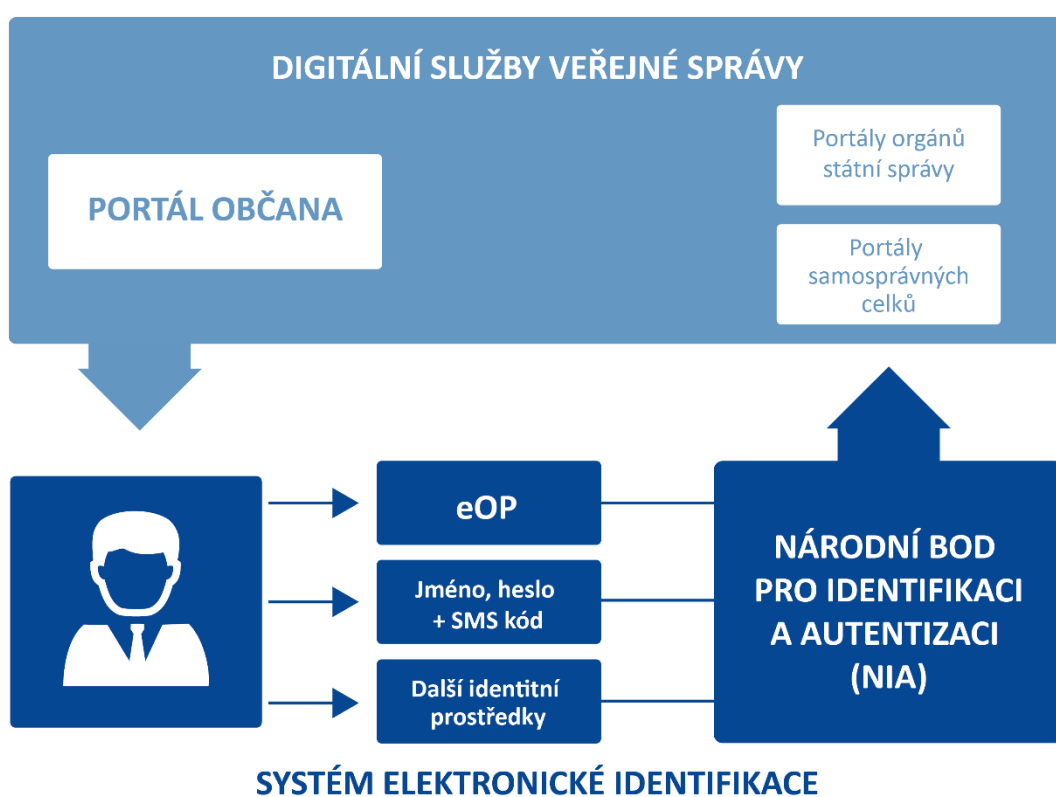 DIGITÁLNÍ SLUŽBY VEŘEJNÉ SPRÁVY
PORTÁL OBČANA
Portály orgánů
státní správy
Portály
samosprávných
celků
eOP
Jméno, heslo
+ SMS kód
Další identitní
prostředky
NÁRODNÍ BOD
PRO IDENTIFIKACI
A AUTENTIZACI
(NIA)
SYSTÉM ELEKTRONICKÉ IDENTIFIKACE